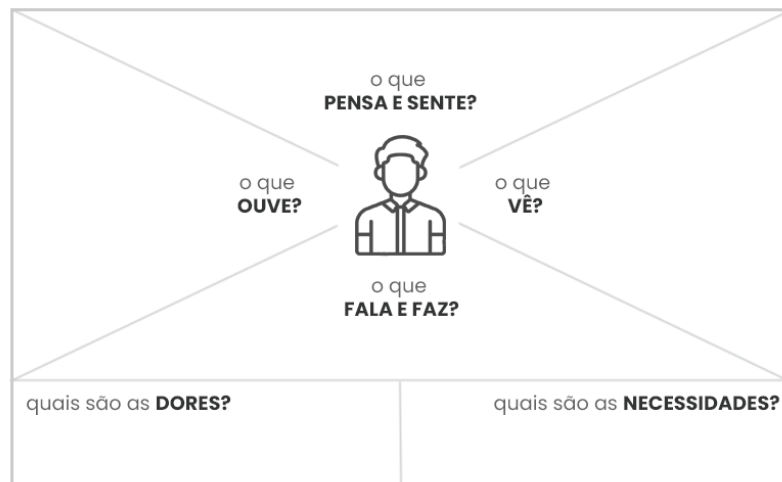 o que
PENSA E SENTE?
o que
OUVE?
o que
VÊ?
o que
FALA E FAZ?
quais são as DORES?
quais são as NECESSIDADES?